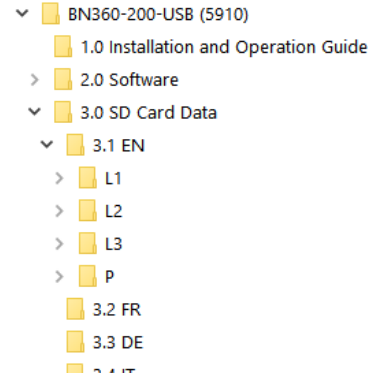 BN360-200-USB (5910)
1.0 Installation and Operation Guide
2.0 Software
3.0 SD Card Data
3.1 EN
L1
L2
L3
P
3.2 FR
3.3 DE